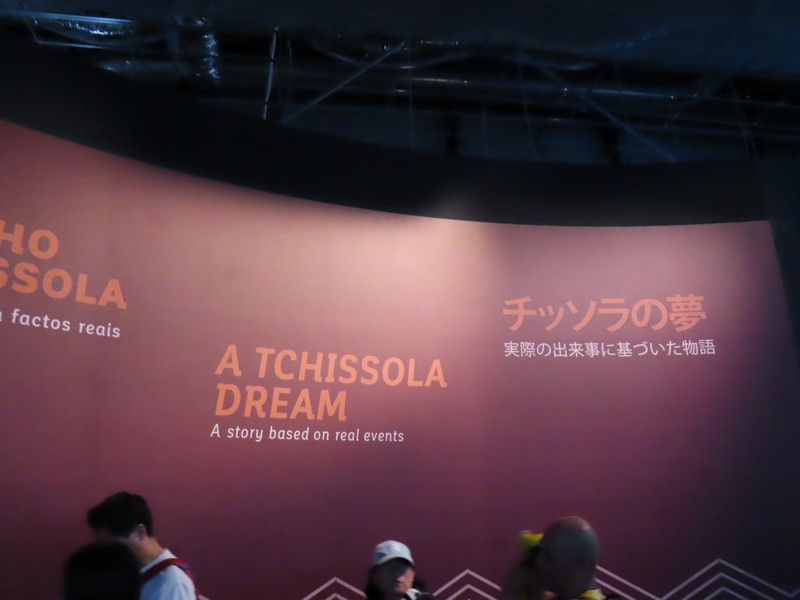 HO
SSOLA
factos reais
A TCHISSOLA
DREAM
A story based on real events
チッソラの夢
実際の出来事に基づいた物語